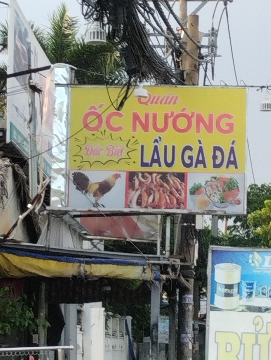 Quán
ỐC NƯỚNG
Đặc Biệt
LẨU GÀ ĐÁ